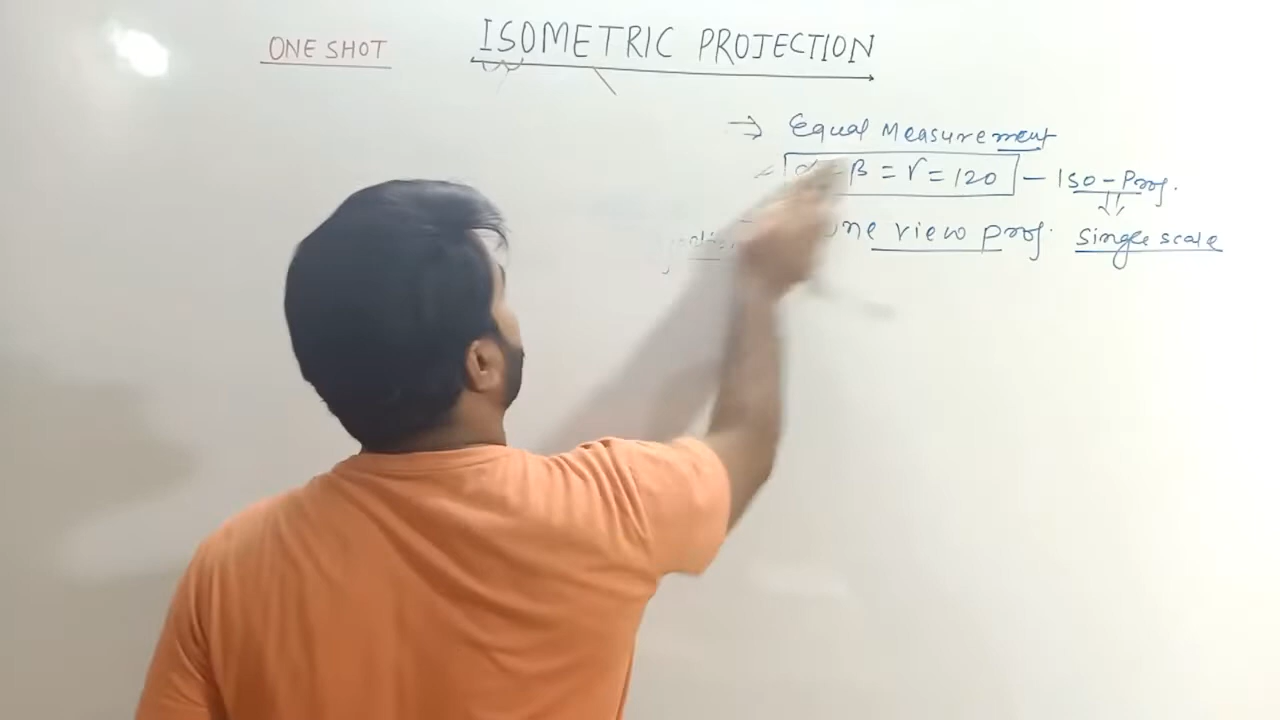 ONE SHOT
ISOMETRIC PROJECTION
⇒ Equal Measurement
= β = γ = 120 — Iso-Proj.
view proj. single scale